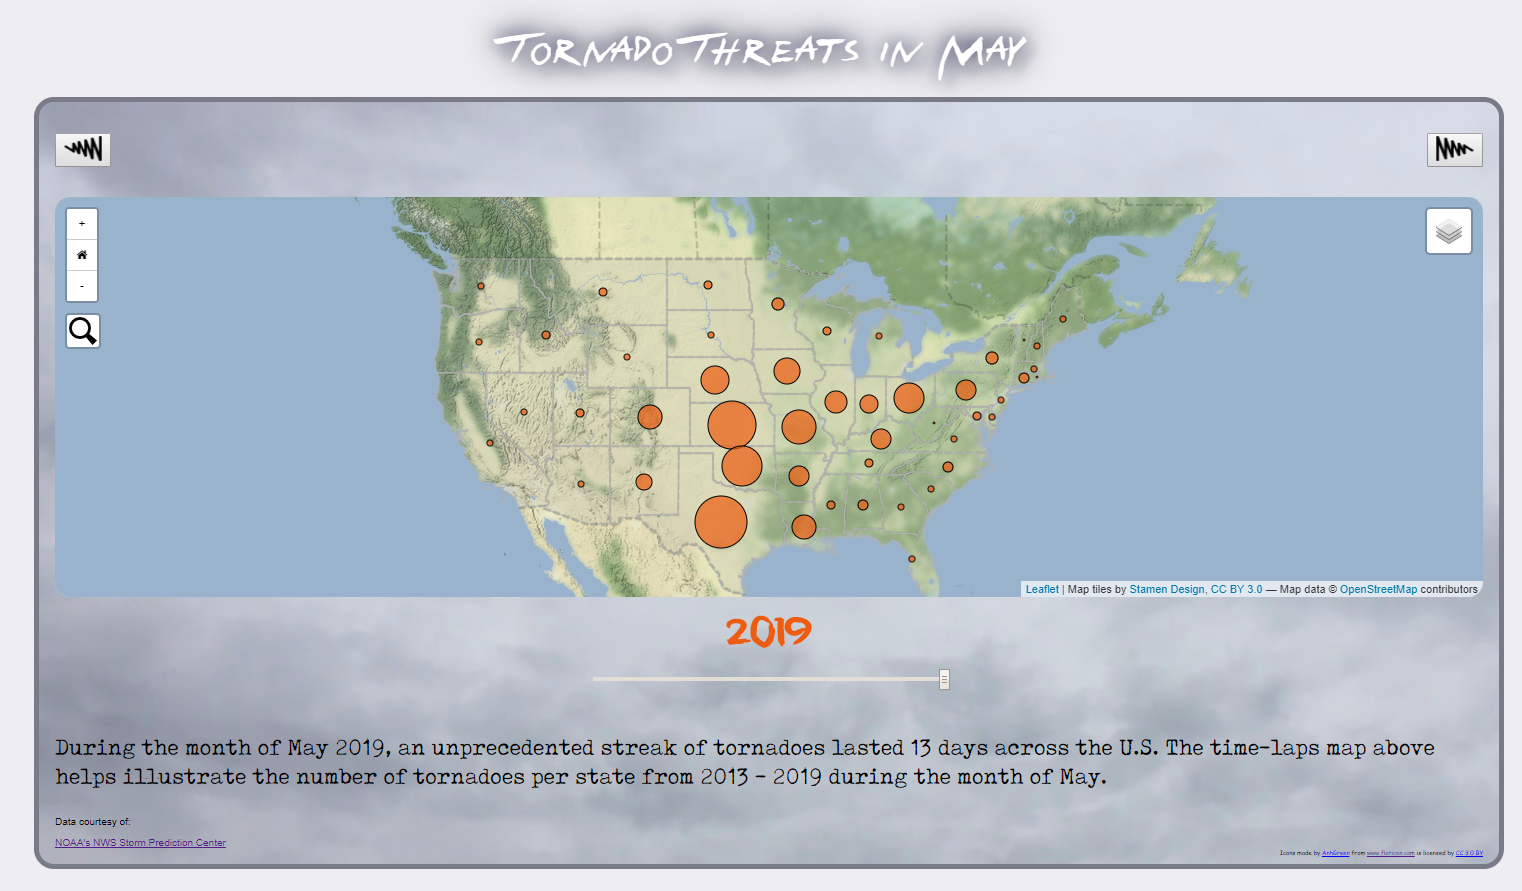 Tornado Threats in May
+
-
Leaflet | Map tiles by Stamen Design, CC BY 3.0 — Map data © OpenStreetMap contributors
2019
During the month of May 2019, an unprecedented streak of tornadoes lasted 13 days across the U.S. The time-laps map above
helps illustrate the number of tornadoes per state from 2013 - 2019 during the month of May.
Data courtesy of:
NOAA's NWS Storm Prediction Center
Icons made by AnhGreen from www.flaticon.com is licensed by CC 3.0 BY